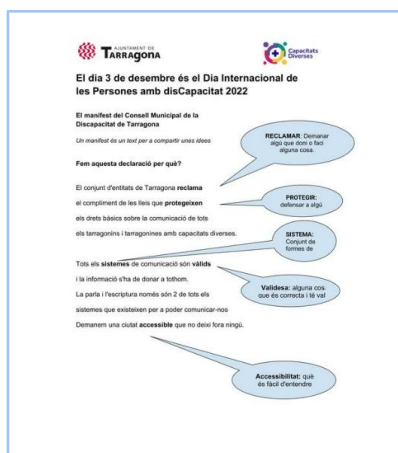 AJUNTAMENT DE
TARRAGONA
Capacitats
Diverses
El dia 3 de desembre és el Dia Internacional de
les Persones amb disCapacitat 2022
El manifest del Consell Municipal de la
Discapacitat de Tarragona
Un manifest és un text per a compartir unes idees
RECLAMAR: Demanar
algú que doni o faci
alguna cosa.
Fem aquesta declaració per què?
El conjunt d'entitats de Tarragona reclama
el compliment de les lleis que protegeixen
PROTEGIR:
defensar a algú
els drets bàsics sobre la comunicació de tots
els tarragonins i tarragonines amb capacitats diverses.
SISTEMA:
Conjunt de
formes de
Tots els sistemes de comunicació són vàlids
i la informació s'ha de donar a tothom.
Validesa: alguna cos
que és correcta i té val
La parla i l'escriptura només són 2 de tots els
sistemes que existeixen per a poder comunicar-nos
Demanem una ciutat accessible que no deixi fora ningú.
Accessibilitat: què
és fàcil d'entendre